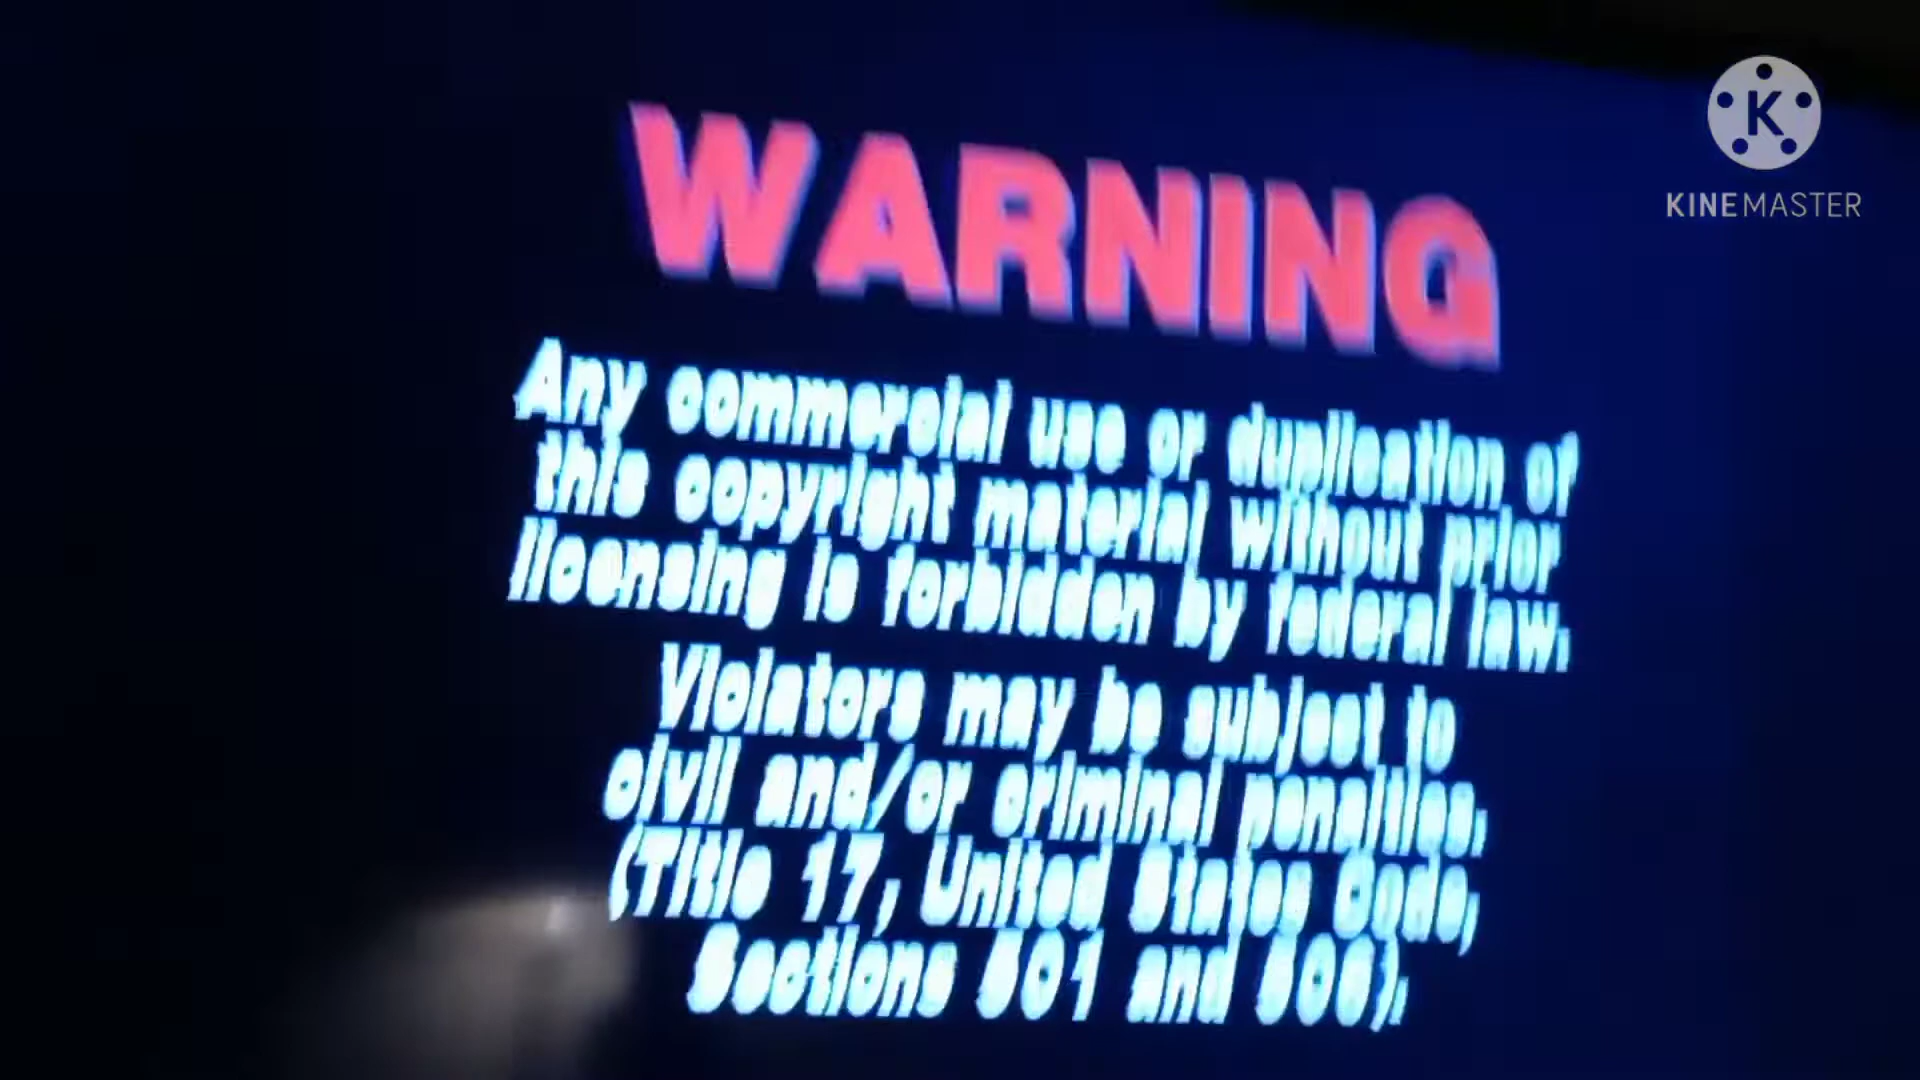 K
KINEMASTER
WARNING
Any commercial use or duplication of
this copyright material without prior
licensing is forbidden by federal law.
Violators may be subject to
civil and/or criminal penalties.
(Title 17, United States Code,
Sections 501 and 506).